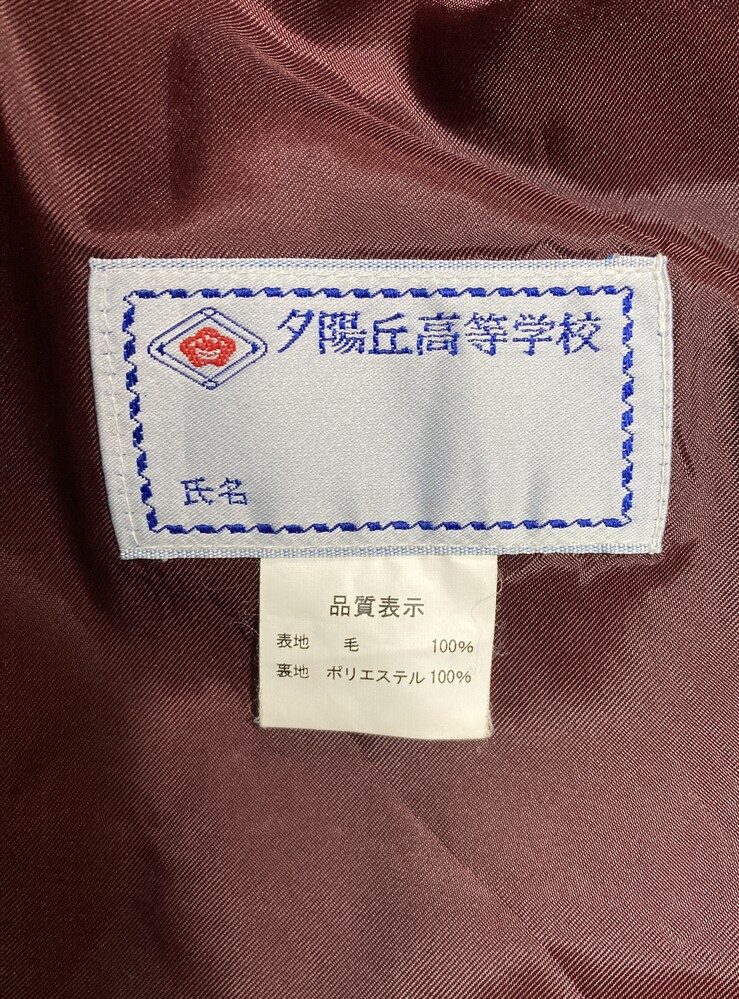 夕陽丘高等学校
氏名
品質表示
表地 毛 100%
裏地 ポリエステル 100%